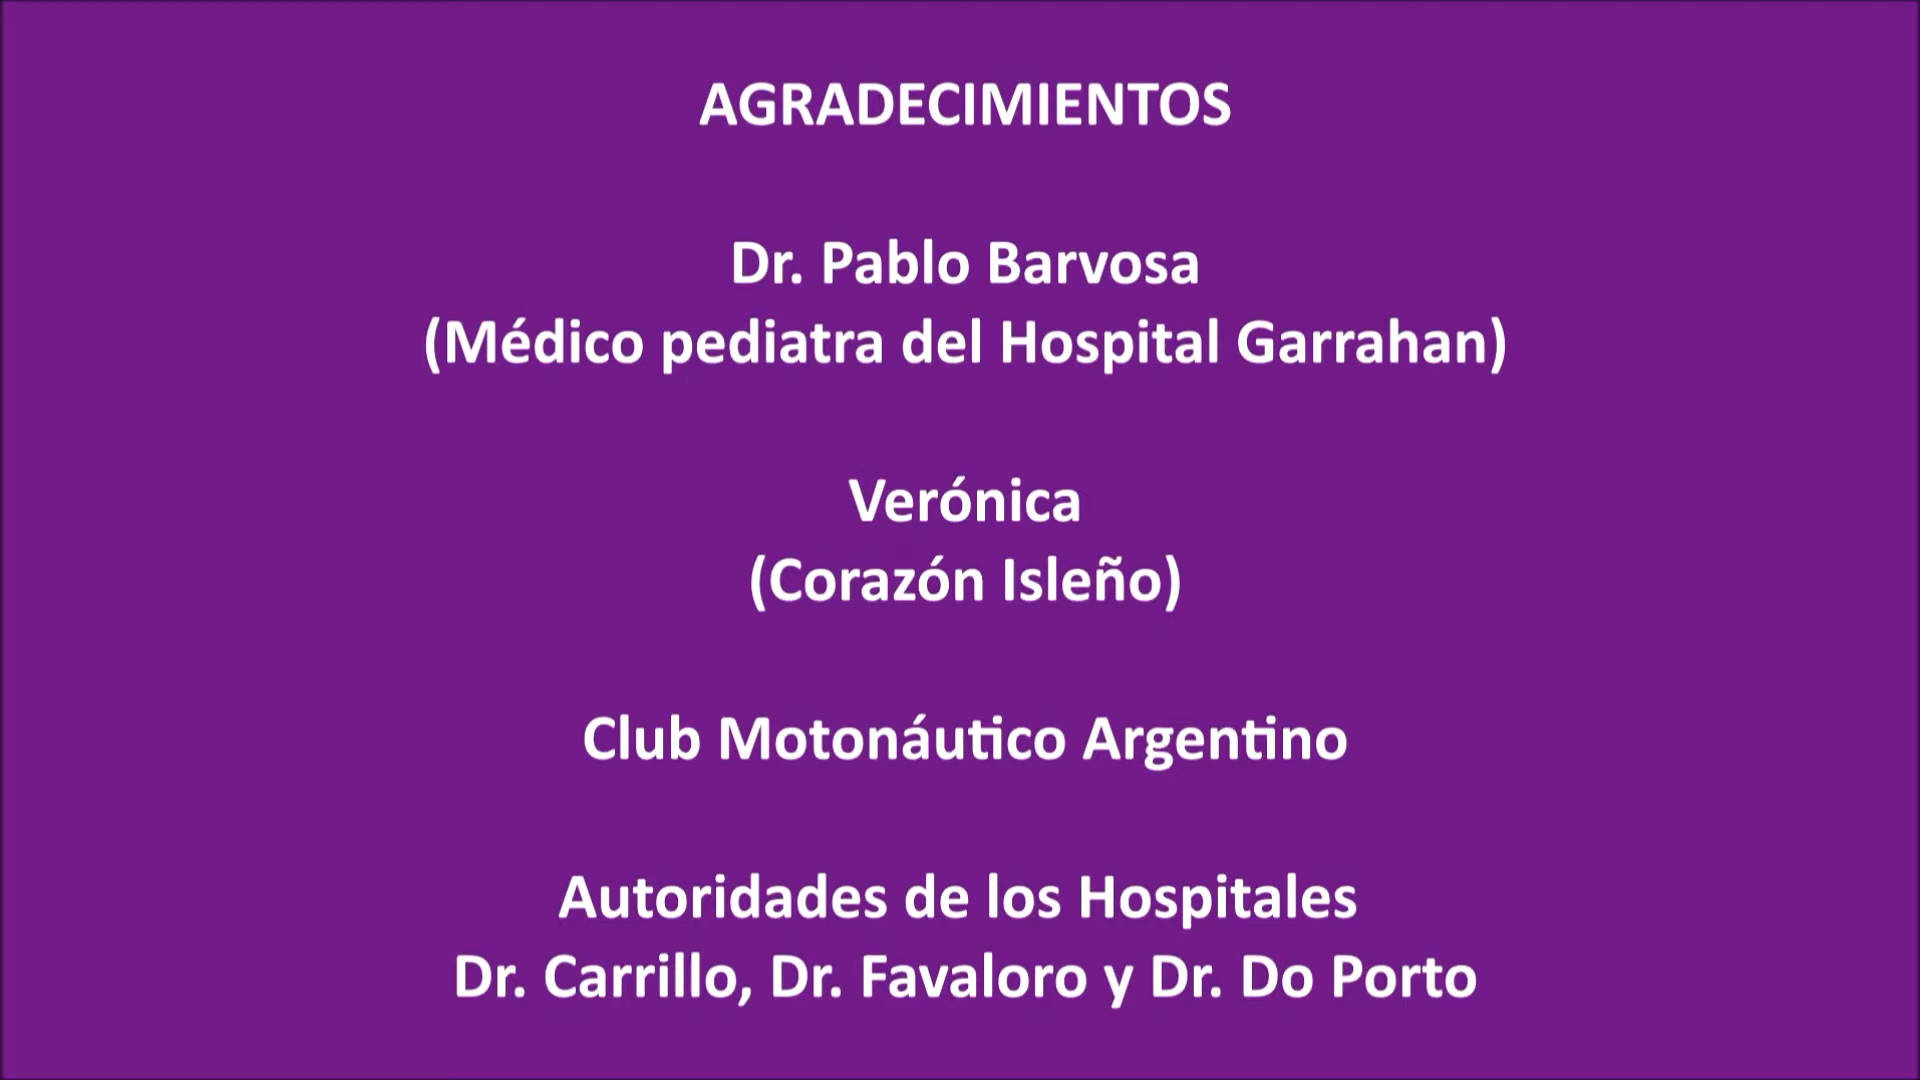 AGRADECIMIENTOS
Dr. Pablo Barvosa
(Médico pediatra del Hospital Garrahan)
Verónica
(Corazón Isleño)
Club Motonáutico Argentino
Autoridades de los Hospitales
Dr. Carrillo, Dr. Favaloro y Dr. Do Porto